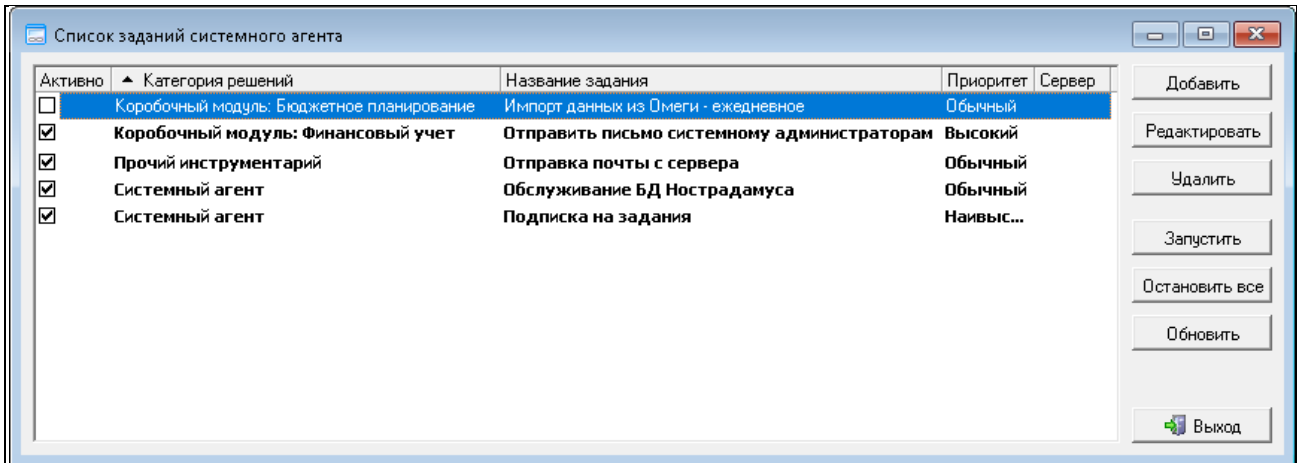 Список заданий системного агента
Активно Категория решений Название задания Приоритет Сервер
Коробочный модуль: Бюджетное планирование Импорт данных из Омеги - ежедневное Обычный
Коробочный модуль: Финансовый учет Отправить письмо системному администраторам Высокий
Прочий инструментарий Отправка почты с сервера Обычный
Системный агент Обслуживание БД Нострадамуса Обычный
Системный агент Подписка на задания Наивыс...
Добавить
Редактировать
Удалить
Запустить
Остановить все
Обновить
Выход